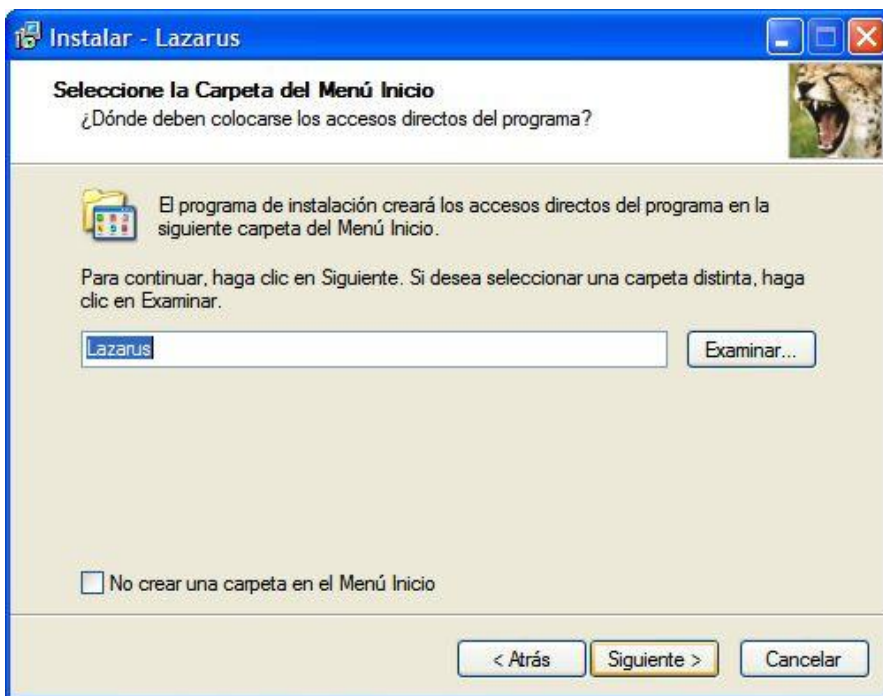 Instalar - Lazarus
Seleccione la Carpeta del Menú Inicio
¿Dónde deben colocarse los accesos directos del programa?
El programa de instalación creará los accesos directos del programa en la
siguiente carpeta del Menú Inicio.
Para continuar, haga clic en Siguiente. Si desea seleccionar una carpeta distinta, haga
clic en Examinar.
Lazarus
Examinar...
No crear una carpeta en el Menú Inicio
< Atrás
Siguiente >
Cancelar